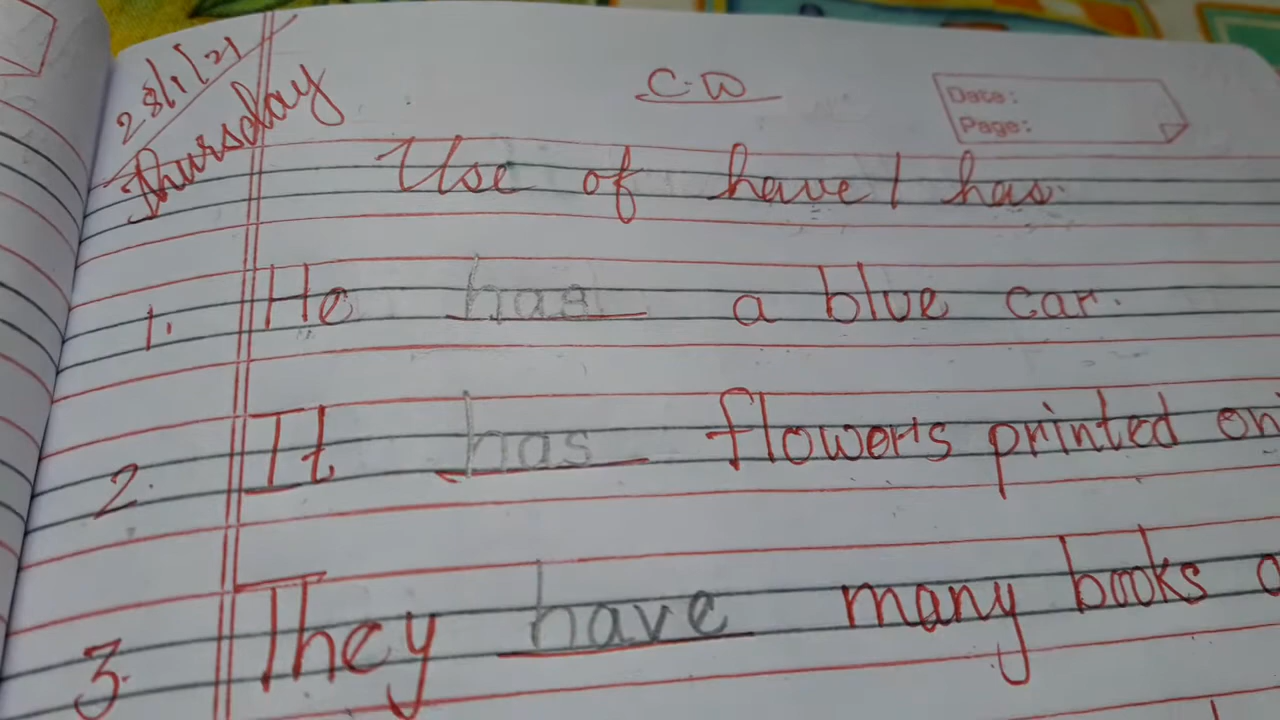 28/1/21
Thursday
C.W
Date:
Page:
Use of have/has.
1. He has a blue car.
2. It has flowers printed on
3. They have many books